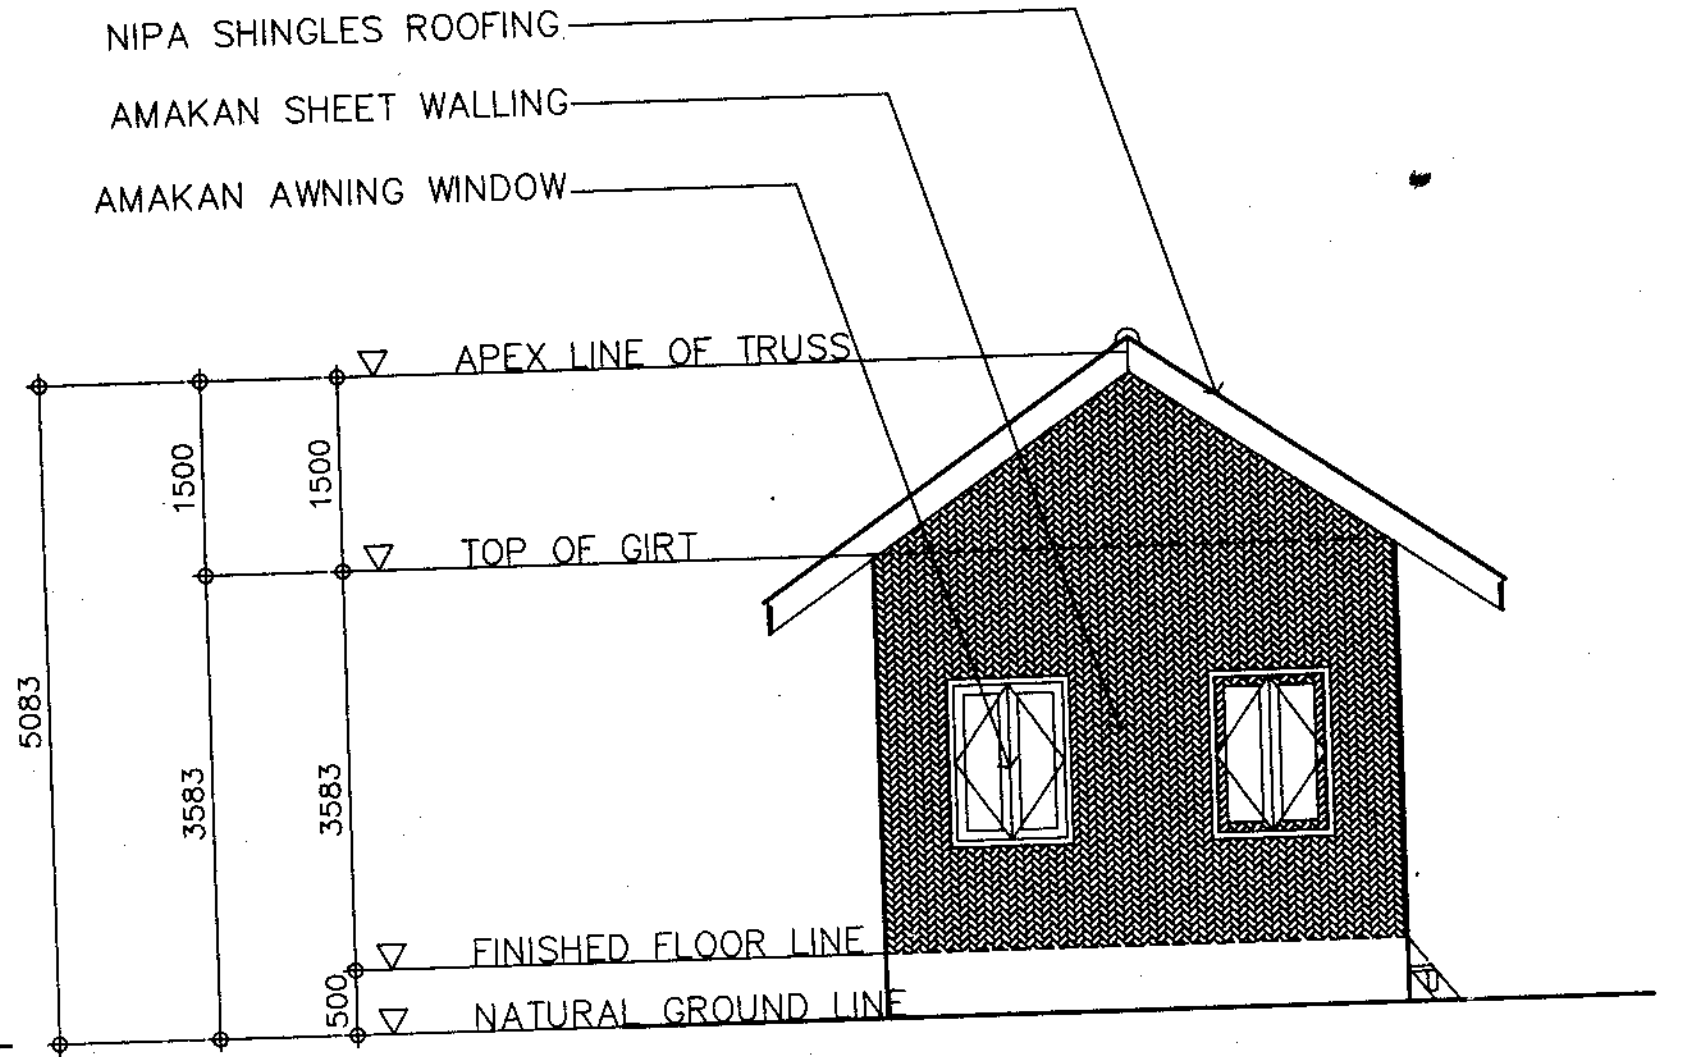 NIPA SHINGLES ROOFING
AMAKAN SHEET WALLING
AMAKAN AWNING WINDOW
APEX LINE OF TRUSS
1500
1500
TOP OF GIRT
5083
3583
3583
FINISHED FLOOR LINE
500
NATURAL GROUND LINE